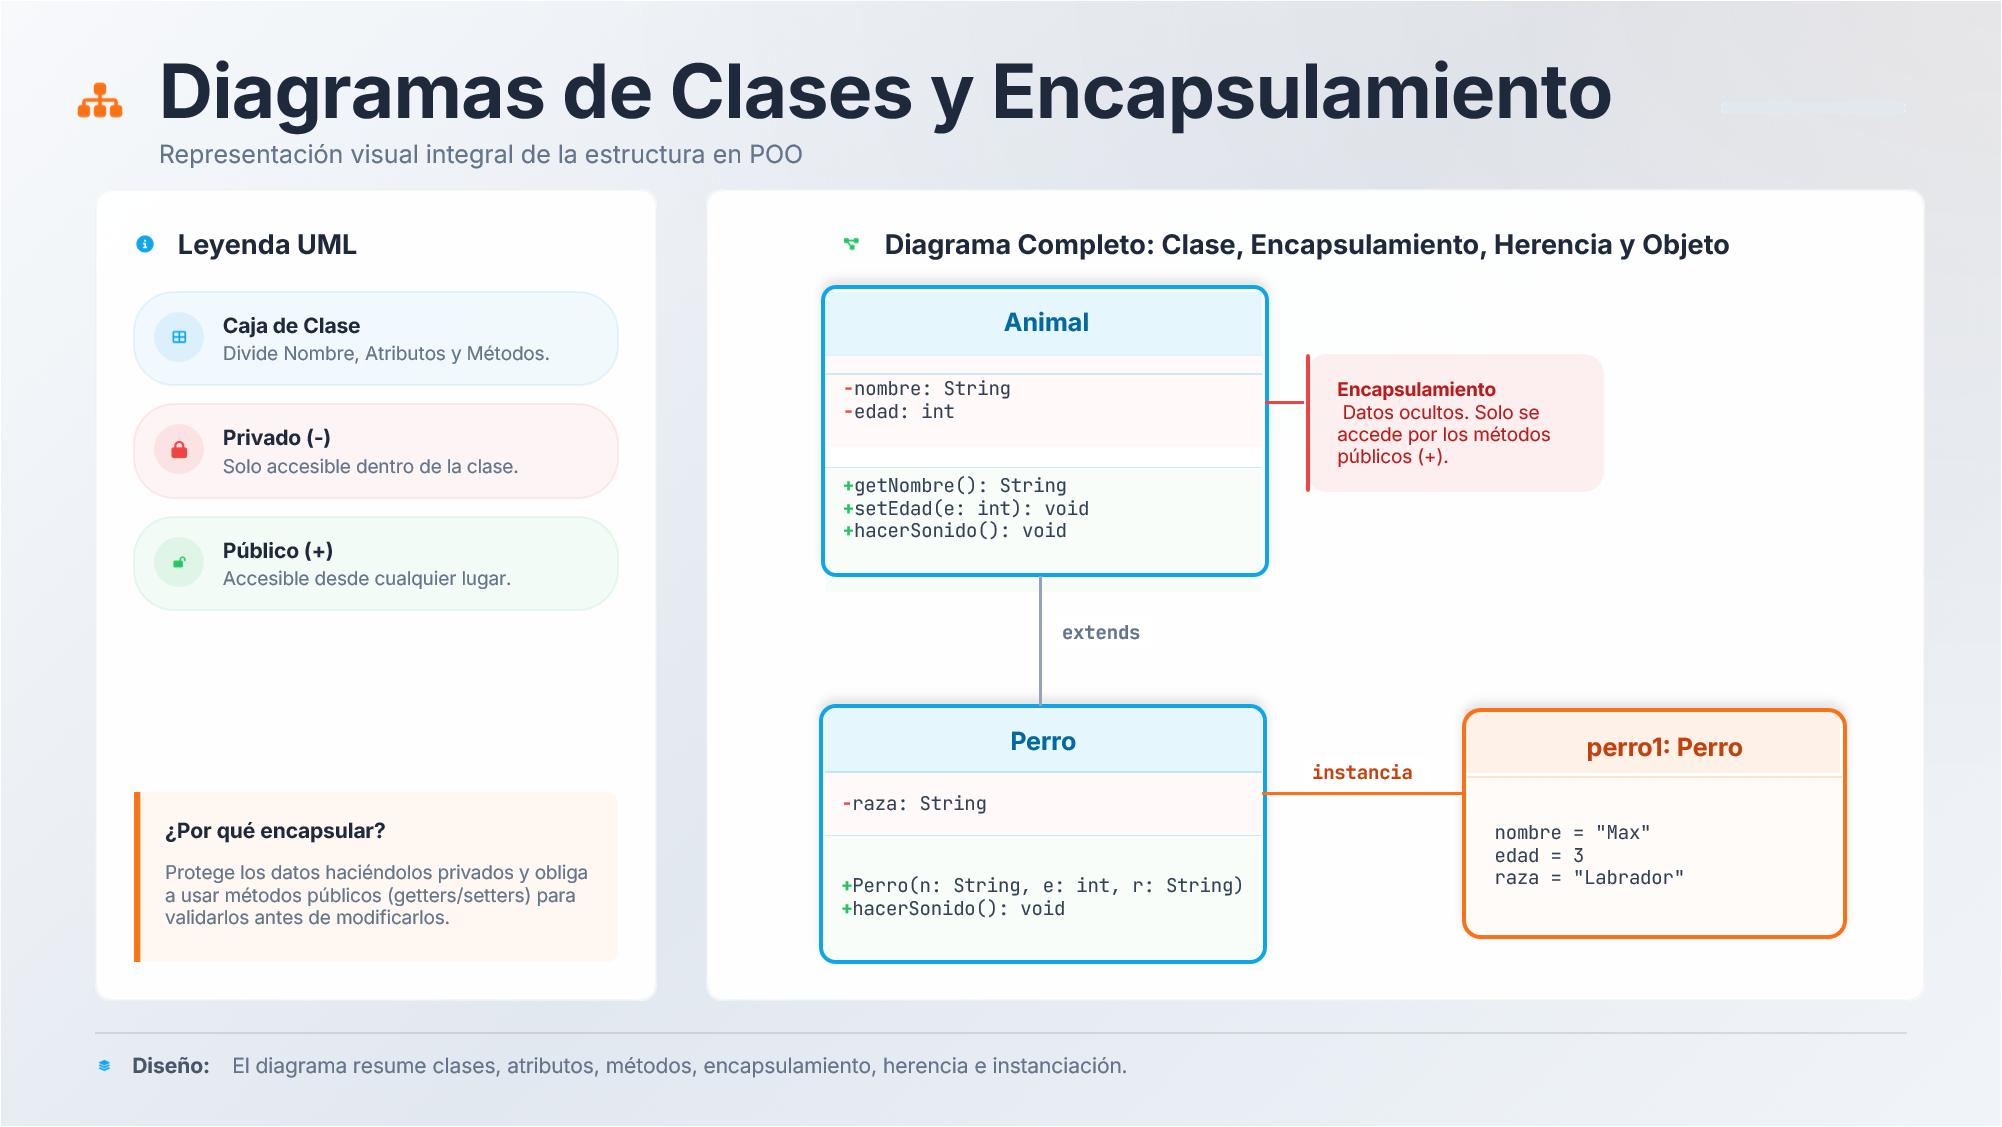 Diagramas de Clases y Encapsulamiento
Representación visual integral de la estructura en POO
Leyenda UML
Caja de Clase
Divide Nombre, Atributos y Métodos.
Privado (-)
Solo accesible dentro de la clase.
Público (+)
Accesible desde cualquier lugar.
¿Por qué encapsular?
Protege los datos haciéndolos privados y obliga
a usar métodos públicos (getters/setters) para
validarlos antes de modificarlos.
Diagrama Completo: Clase, Encapsulamiento, Herencia y Objeto
Animal
-nombre: String
-edad: int
+getNombre(): String
+setEdad(e: int): void
+hacerSonido(): void
Encapsulamiento
Datos ocultos. Solo se
accede por los métodos
públicos (+).
extends
Perro
-raza: String
+Perro(n: String, e: int, r: String)
+hacerSonido(): void
instancia
perro1: Perro
nombre = "Max"
edad = 3
raza = "Labrador"
Diseño: El diagrama resume clases, atributos, métodos, encapsulamiento, herencia e instanciación.